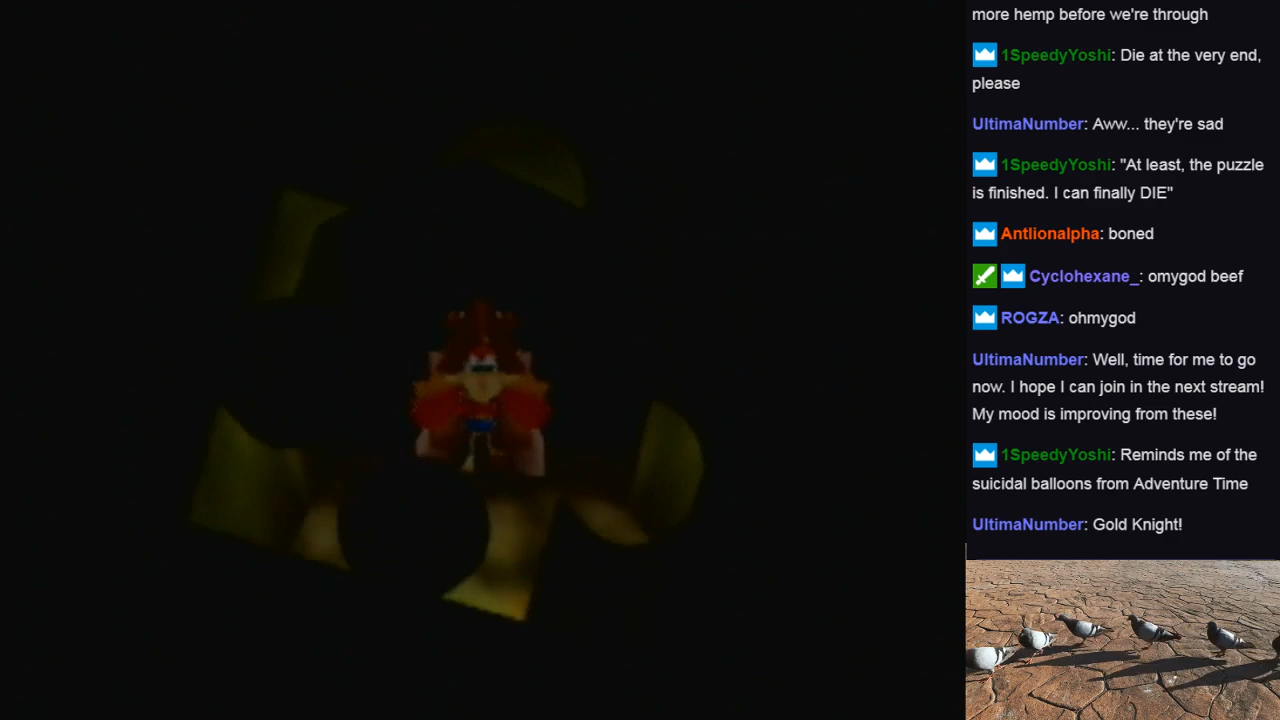 more hemp before we're through
1SpeedyYoshi: Die at the very end,
please
UltimaNumber: Aww... they're sad
1SpeedyYoshi: "At least, the puzzle
is finished. I can finally DIE"
Antlionalpha: boned
Cyclohexane_: omygod beef
ROGZA: ohmygod
UltimaNumber: Well, time for me to go
now. I hope I can join in the next stream!
My mood is improving from these!
1SpeedyYoshi: Reminds me of the
suicidal balloons from Adventure Time
UltimaNumber: Gold Knight!